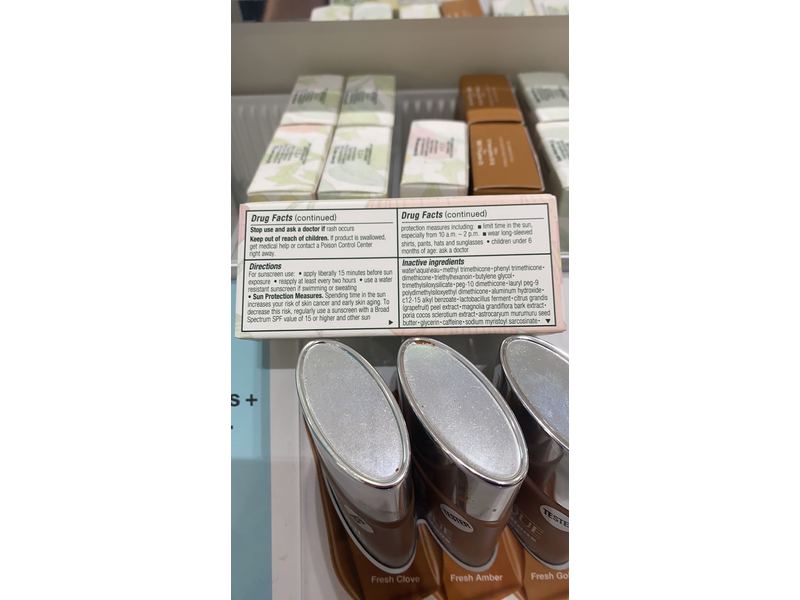 Drug Facts (continued)
Stop use and ask a doctor if rash occurs
Keep out of reach of children. If product is swallowed,
get medical help or contact a Poison Control Center
right away.
Directions
For sunscreen use: • apply liberally 15 minutes before sun
exposure • reapply at least every two hours • use a water
resistant sunscreen if swimming or sweating
• Sun Protection Measures. Spending time in the sun
increases your risk of skin cancer and early skin aging. To
decrease this risk, regularly use a sunscreen with a Broad
Spectrum SPF value of 15 or higher and other sun
Drug Facts (continued)
protection measures including: ■ limit time in the sun,
especially from 10 a.m. – 2 p.m. ■ wear long-sleeved
shirts, pants, hats and sunglasses • children under 6
months of age: ask a doctor
Inactive ingredients
water\aqua\eau•methyl trimethicone•phenyl trimethicone•
dimethicone•triethylhexanoin•butylene glycol•
trimethylsiloxysilicate•peg-10 dimethicone•lauryl peg-9
polydimethylsiloxyethyl dimethicone•aluminum hydroxide•
c12-15 alkyl benzoate•lactobacillus ferment•citrus grandis
(grapefruit) peel extract•magnolia grandiflora bark extract•
poria cocos sclerotium extract•astrocaryum murumuru seed
butter•glycerin•caffeine•sodium myristoyl sarcosinate•
S +
TESTER
TESTE
UE
Fresh Clove
Fresh Amber
Fresh Go